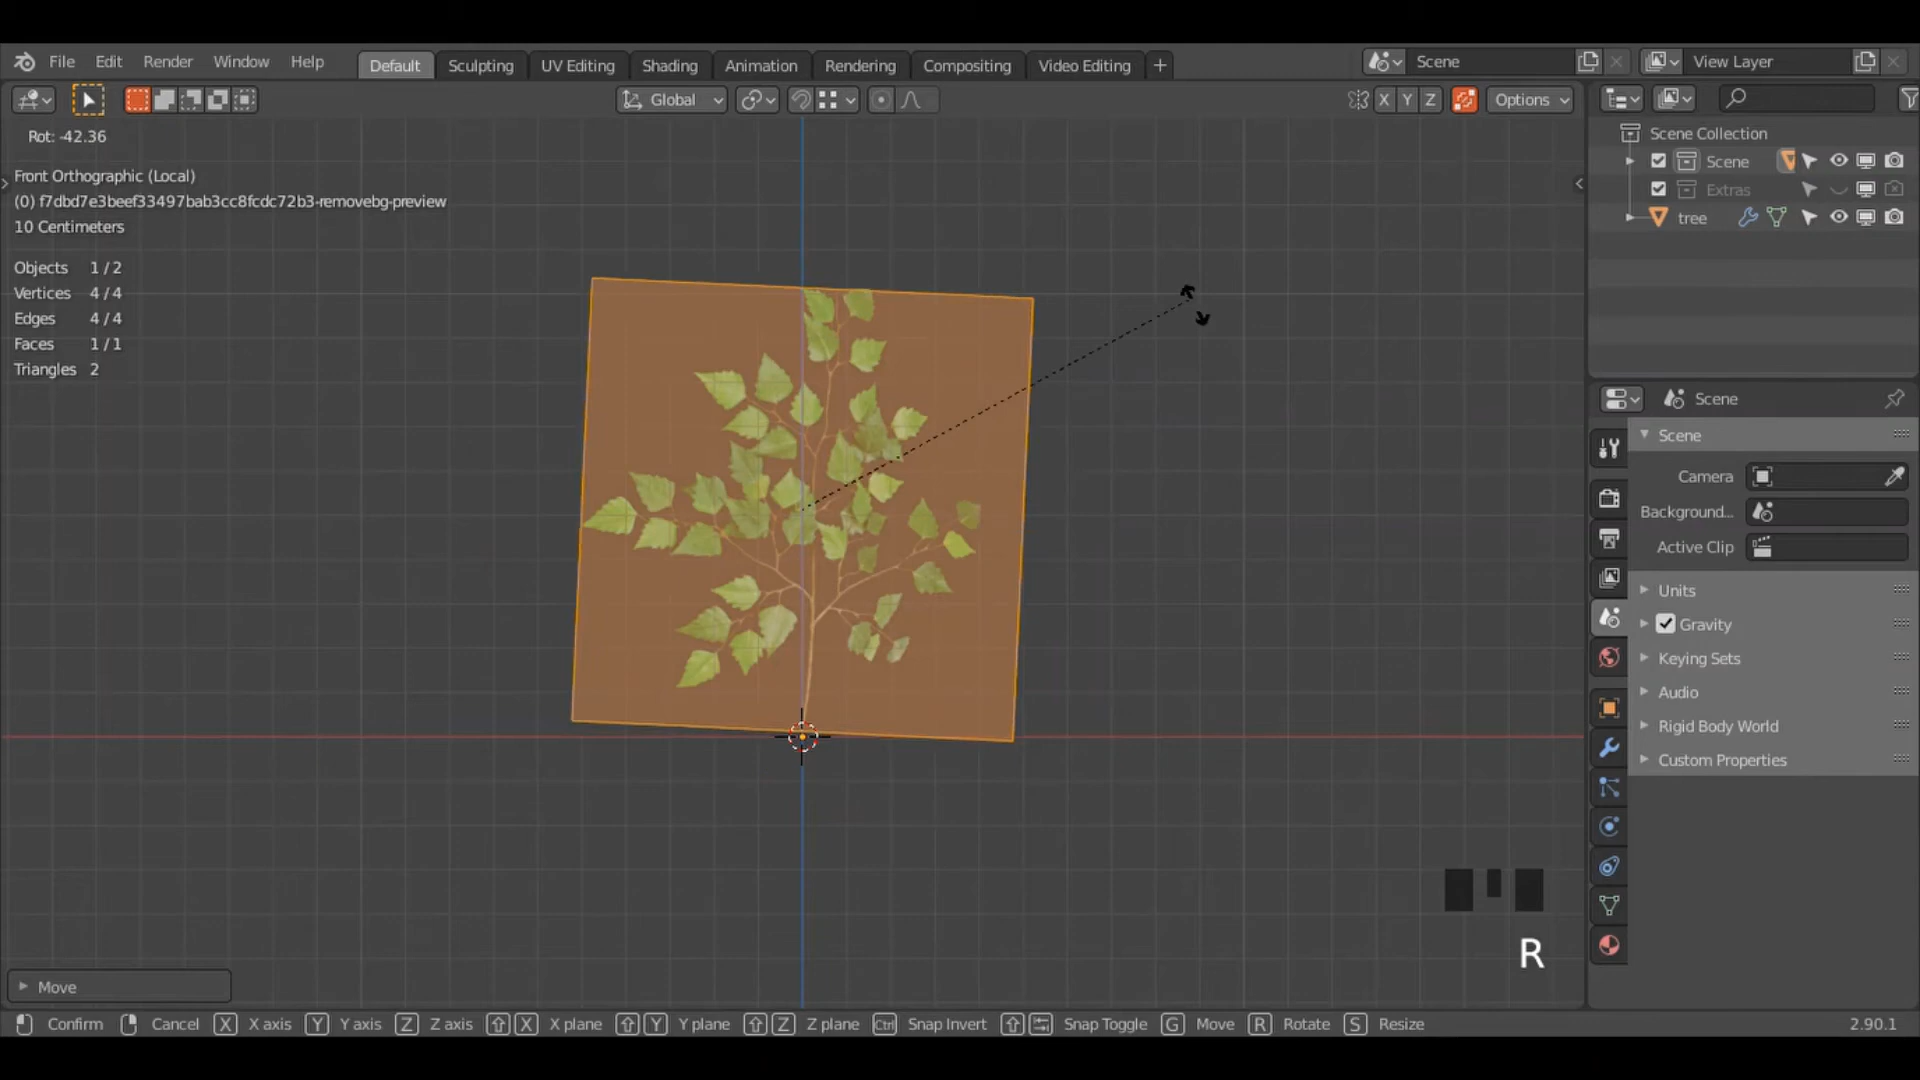 File Edit Render Window Help Default Sculpting UV Editing Shading Animation Rendering Compositing Video Editing + Scene View Layer
Global X Y Z Options
Rot: -42.36
Front Orthographic (Local)
(0) f7dbd7e3beef33497bab3cc8fcdc72b3-removebg-preview
10 Centimeters
Objects 1 / 2
Vertices 4 / 4
Edges 4 / 4
Faces 1 / 1
Triangles 2
Scene Collection
Scene
Extras
tree
Scene
Scene
Camera
Background...
Active Clip
Units
Gravity
Keying Sets
Audio
Rigid Body World
Custom Properties
R
Move
Confirm Cancel X X axis Y Y axis Z Z axis X X plane Y Y plane Z Z plane Ctrl Snap Invert Snap Toggle G Move R Rotate S Resize 2.90.1